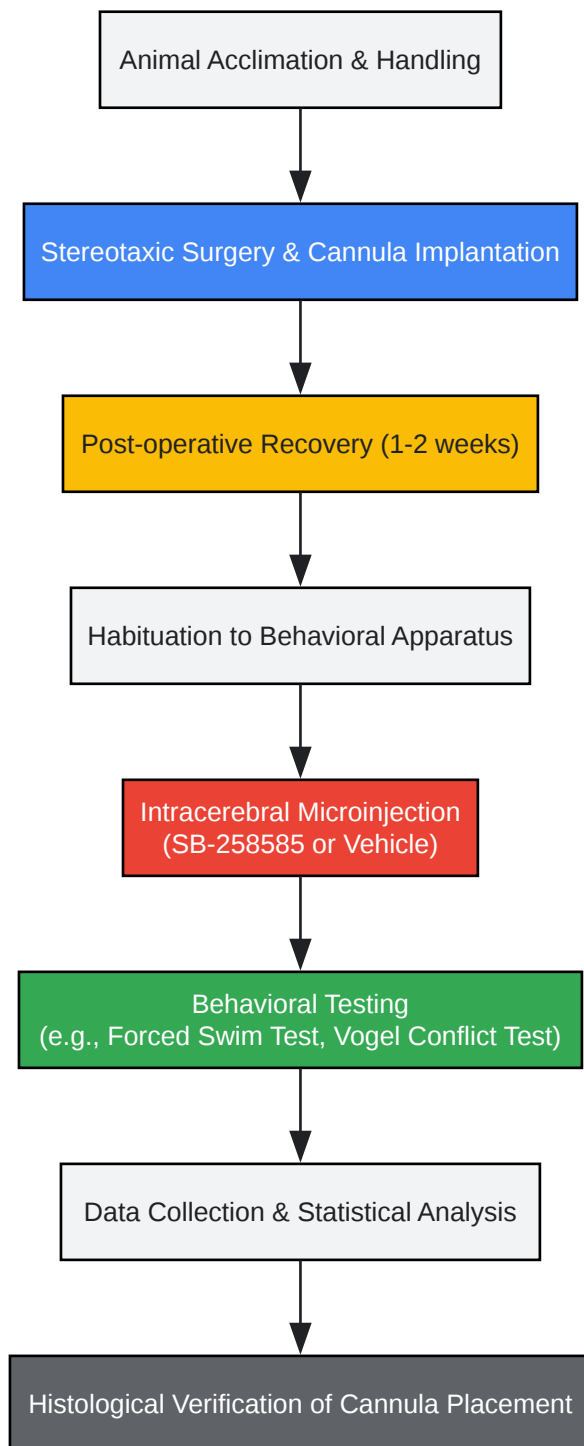 Animal Acclimation & Handling
Stereotaxic Surgery & Cannula Implantation
Post-operative Recovery (1-2 weeks)
Habituation to Behavioral Apparatus
Intracerebral Microinjection
(SB-258585 or Vehicle)
Behavioral Testing
(e.g., Forced Swim Test, Vogel Conflict Test)
Data Collection & Statistical Analysis
Histological Verification of Cannula Placement